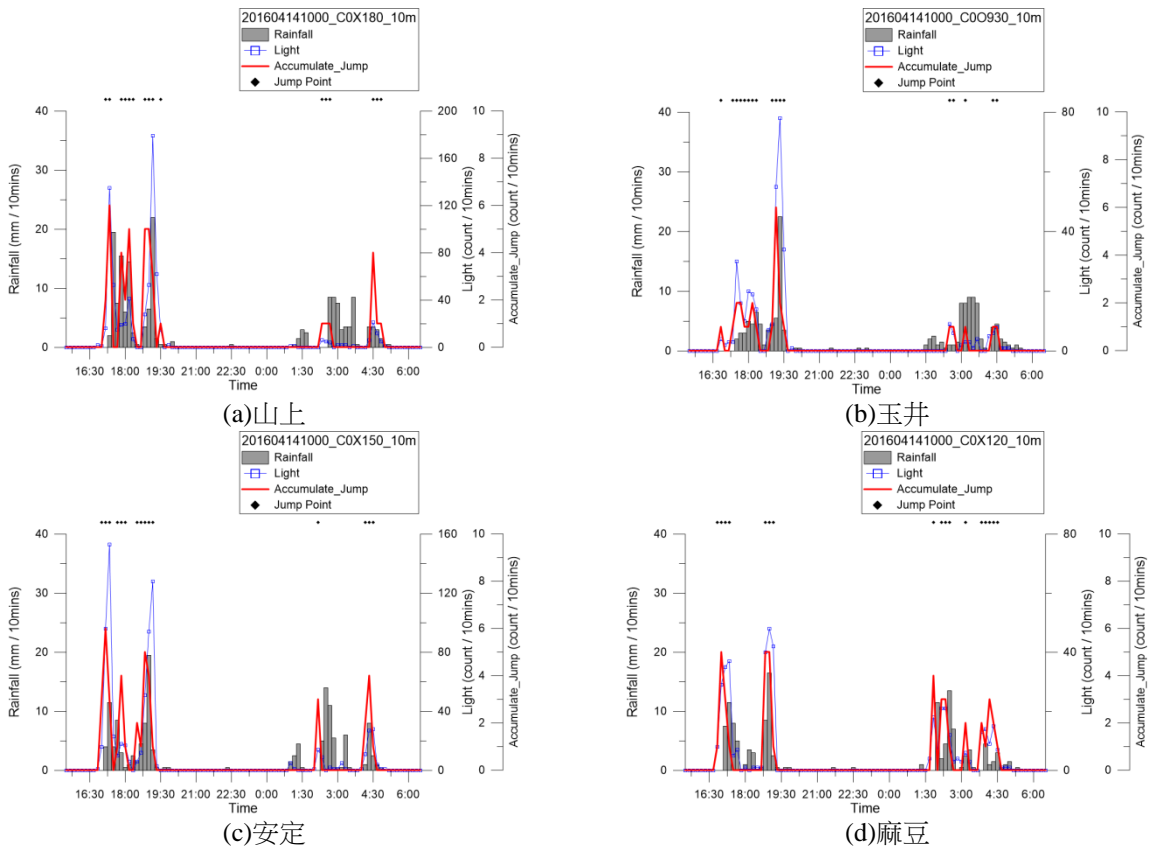 201604141000_C0X180_10m
Rainfall
Light
Accumulate_Jump
Jump Point
40
30
20
10
0
Rainfall (mm / 10mins)
200
160
120
80
40
0
Light (count / 10mins)
10
8
6
4
2
0
Accumulate_Jump (count / 10mins)
16:30 18:00 19:30 21:00 22:30 0:00 1:30 3:00 4:30 6:00
Time
(a)山上
201604141000_C0O930_10m
Rainfall
Light
Accumulate_Jump
Jump Point
40
30
20
10
0
Rainfall (mm / 10mins)
80
40
0
Light (count / 10mins)
10
8
6
4
2
0
Accumulate_Jump (count / 10mins)
16:30 18:00 19:30 21:00 22:30 0:00 1:30 3:00 4:30 6:00
Time
(b)玉井
201604141000_C0X150_10m
Rainfall
Light
Accumulate_Jump
Jump Point
40
30
20
10
0
Rainfall (mm / 10mins)
160
120
80
40
0
Light (count / 10mins)
10
8
6
4
2
0
Accumulate_Jump (count / 10mins)
16:30 18:00 19:30 21:00 22:30 0:00 1:30 3:00 4:30 6:00
Time
(c)安定
201604141000_C0X120_10m
Rainfall
Light
Accumulate_Jump
Jump Point
40
30
20
10
0
Rainfall (mm / 10mins)
80
40
0
Light (count / 10mins)
10
8
6
4
2
0
Accumulate_Jump (count / 10mins)
16:30 18:00 19:30 21:00 22:30 0:00 1:30 3:00 4:30 6:00
Time
(d)麻豆